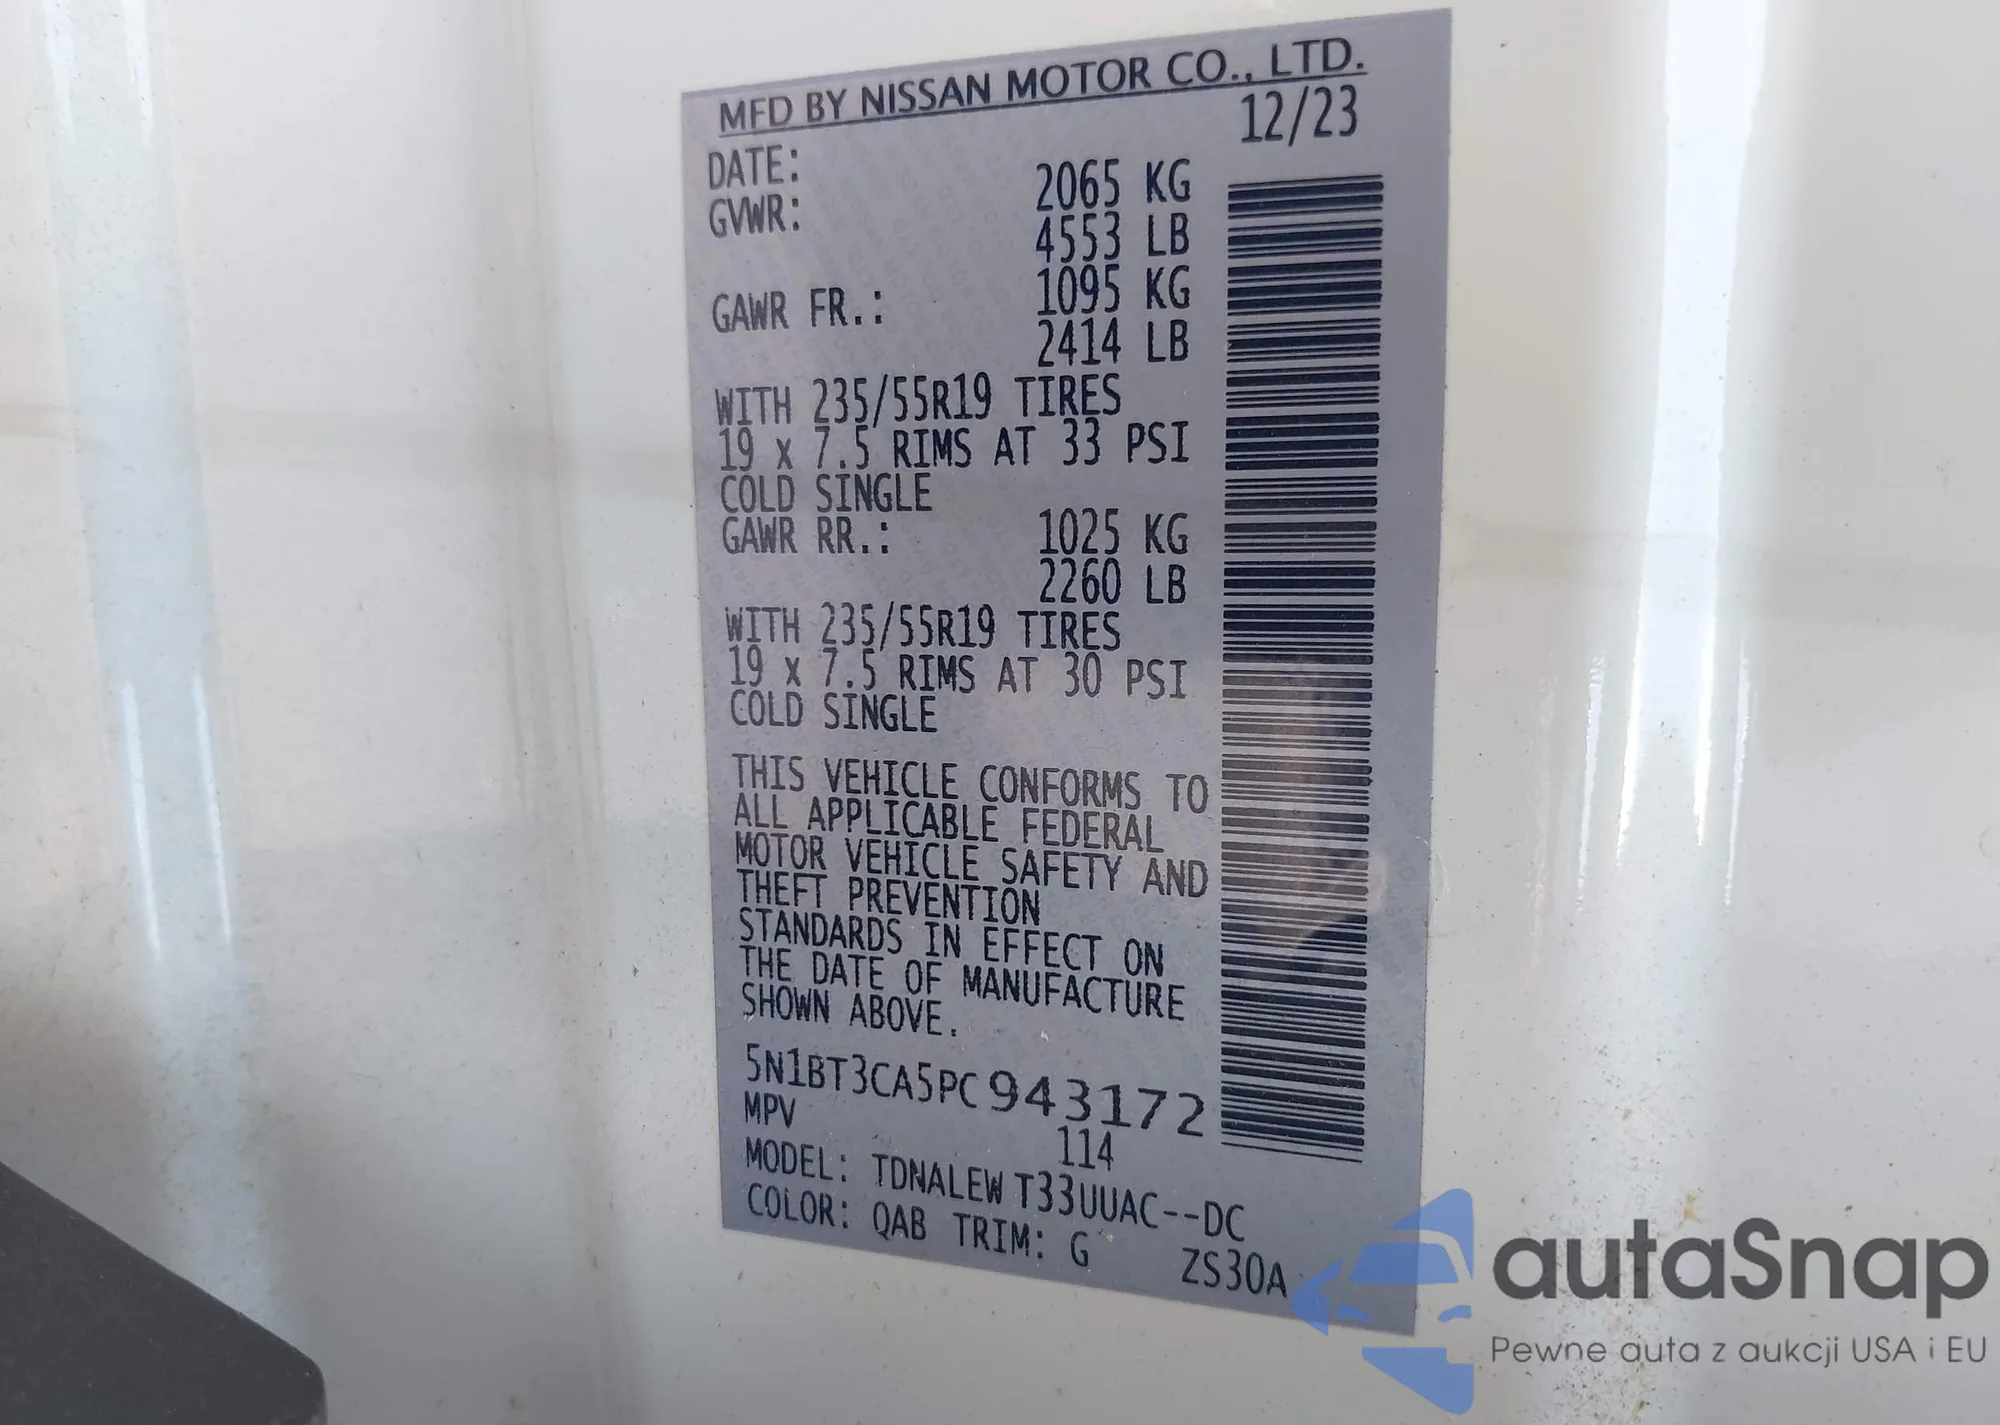 MFD BY NISSAN MOTOR CO., LTD.
DATE: 12/23
GVWR: 2065 KG
4553 LB
GAWR FR.: 1095 KG
2414 LB
WITH 235/55R19 TIRES
19 x 7.5 RIMS AT 33 PSI
COLD SINGLE
GAWR RR.: 1025 KG
2260 LB
WITH 235/55R19 TIRES
19 x 7.5 RIMS AT 30 PSI
COLD SINGLE
THIS VEHICLE CONFORMS TO
ALL APPLICABLE FEDERAL
MOTOR VEHICLE SAFETY AND
THEFT PREVENTION
STANDARDS IN EFFECT ON
THE DATE OF MANUFACTURE
SHOWN ABOVE.
5N1BT3CA5PC943172
MPV 114
MODEL: TDNALEW T33UUAC--DC
COLOR: QAB TRIM: G ZS30A
autaSnap
Pewne auta z aukcji USA i EU